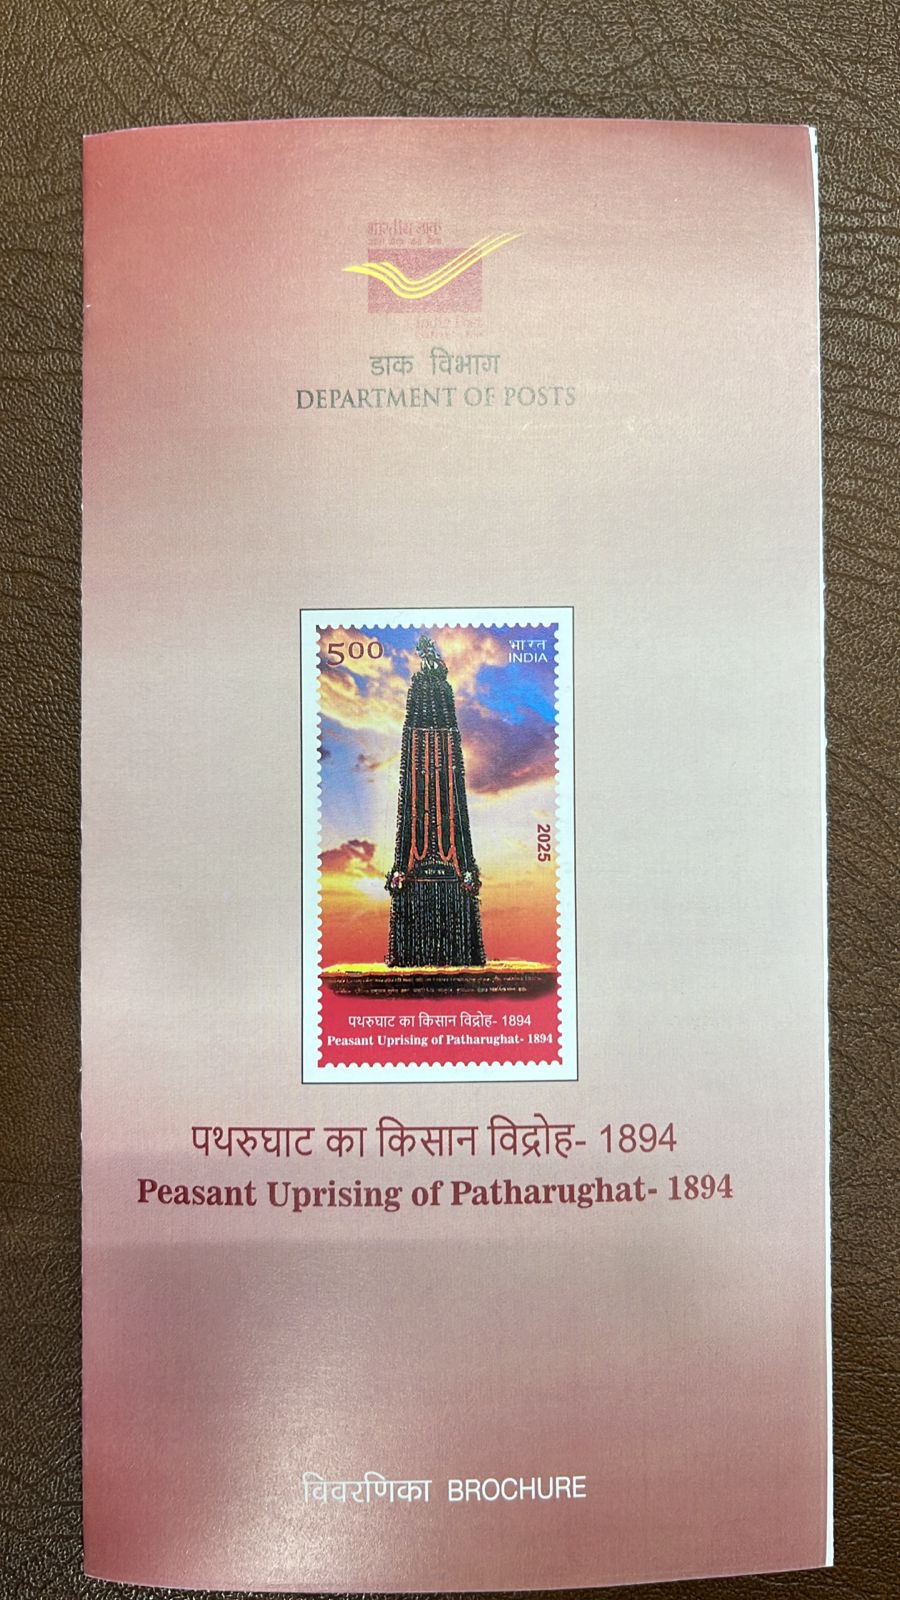 भारतीय डाक
डाक विभाग
DEPARTMENT OF POSTS
500
भारत
INDIA
2025
पथरुघाट का किसान विद्रोह- 1894
Peasant Uprising of Patharughat- 1894
पथरुघाट का किसान विद्रोह- 1894
Peasant Uprising of Patharughat- 1894
विवरणिका BROCHURE